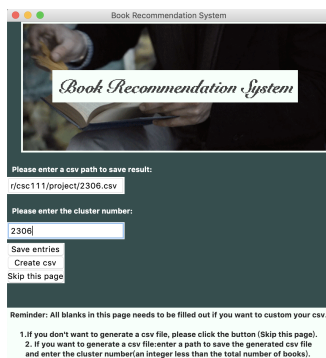 Book Recommendation System
Book Recommendation System
Please enter a csv path to save result:
r/csc111/project/2306.csv
Please enter the cluster number:
2306
Save entries
Create csv
Skip this page
Reminder: All blanks in this page needs to be filled out if you want to custom your csv.
1.If you don't want to generate a csv file, please click the button (Skip this page).
2. If you want to generate a csv file:enter a path to save the generated csv file
and enter the cluster number(an integer less than the total number of books).